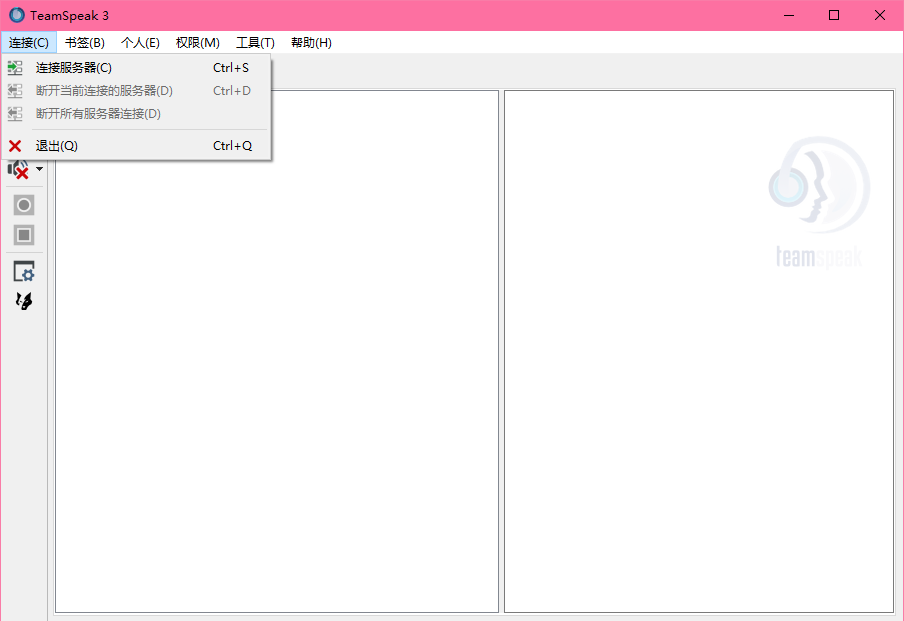 TeamSpeak 3
连接(C) 书签(B) 个人(E) 权限(M) 工具(T) 帮助(H)
连接服务器(C) Ctrl+S
断开当前连接的服务器(D) Ctrl+D
断开所有服务器连接(D)
退出(Q) Ctrl+Q
teamspeak